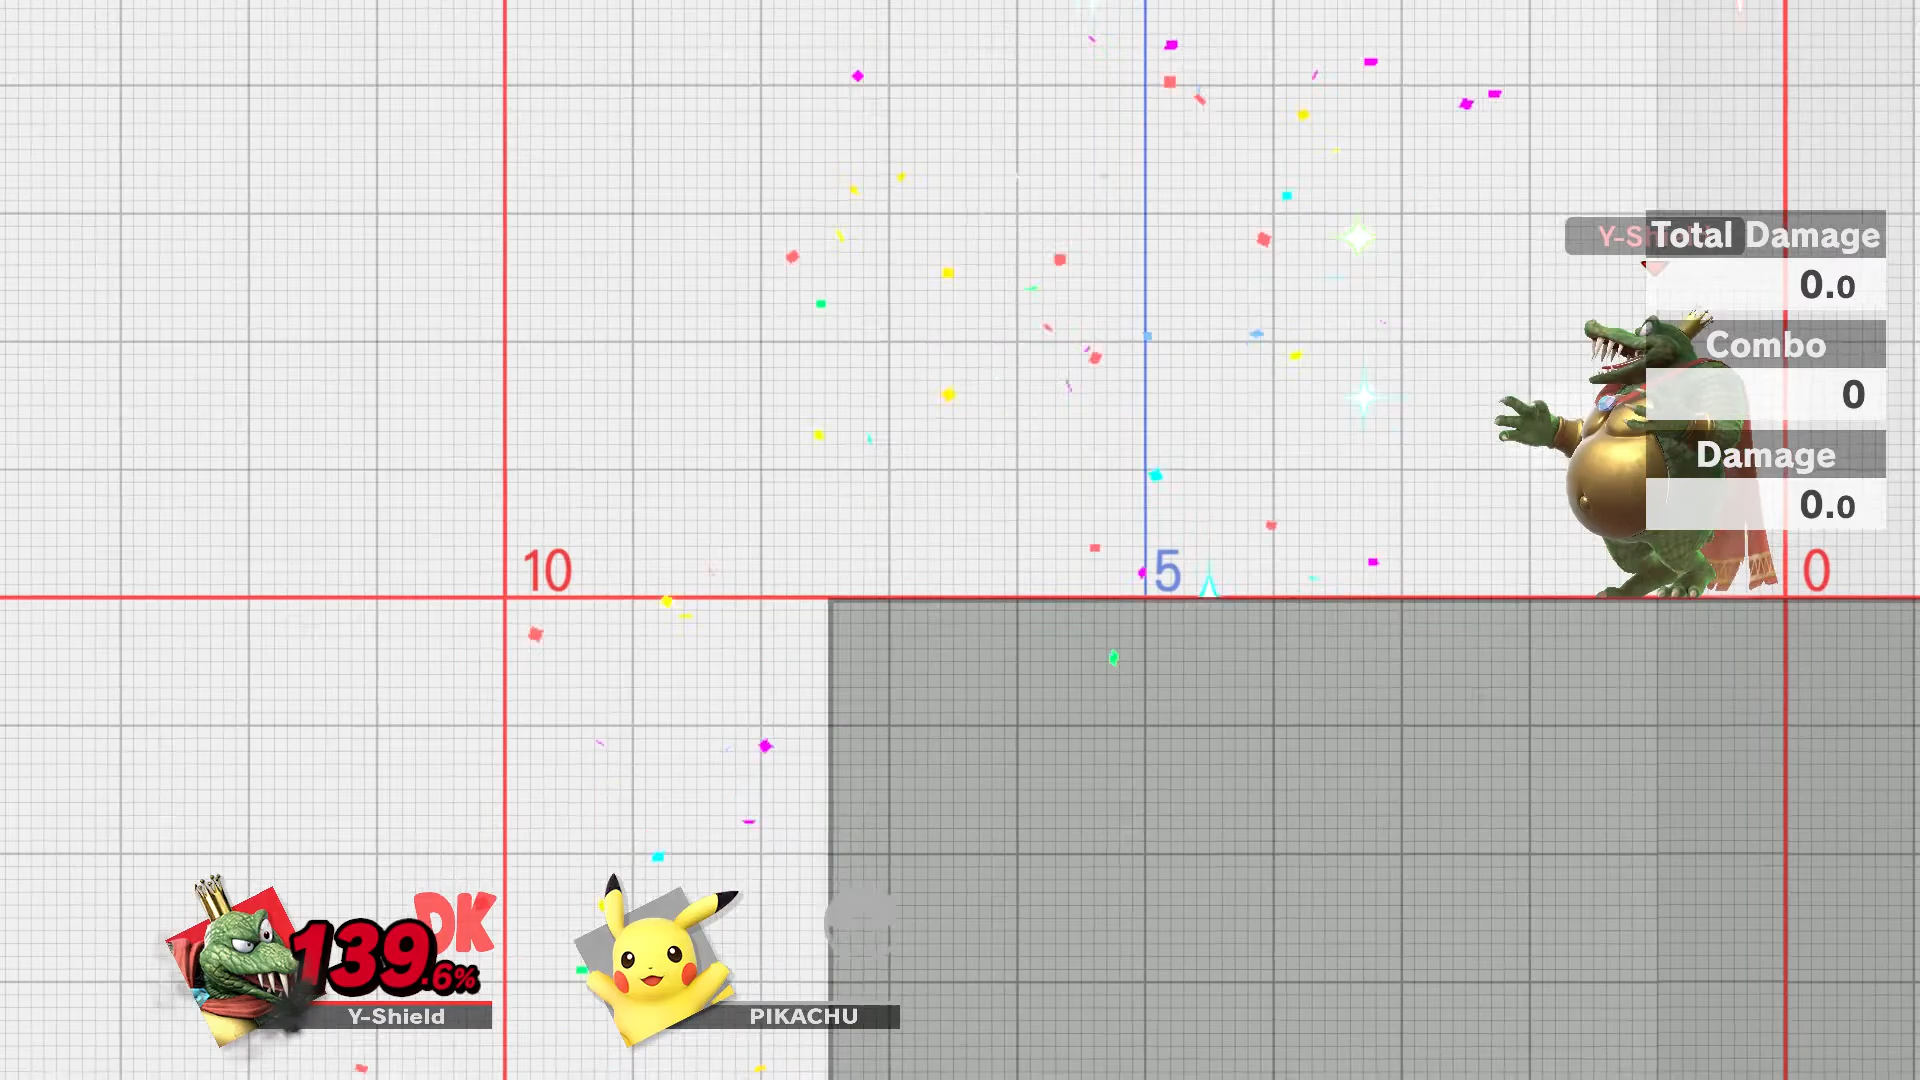 Y-S
Total Damage
0.0
Combo
0
Damage
0.0
10
5
0
DK
139.6%
Y-Shield
PIKACHU